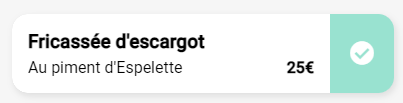 Fricassée d'escargot
Au piment d'Espelette 25€